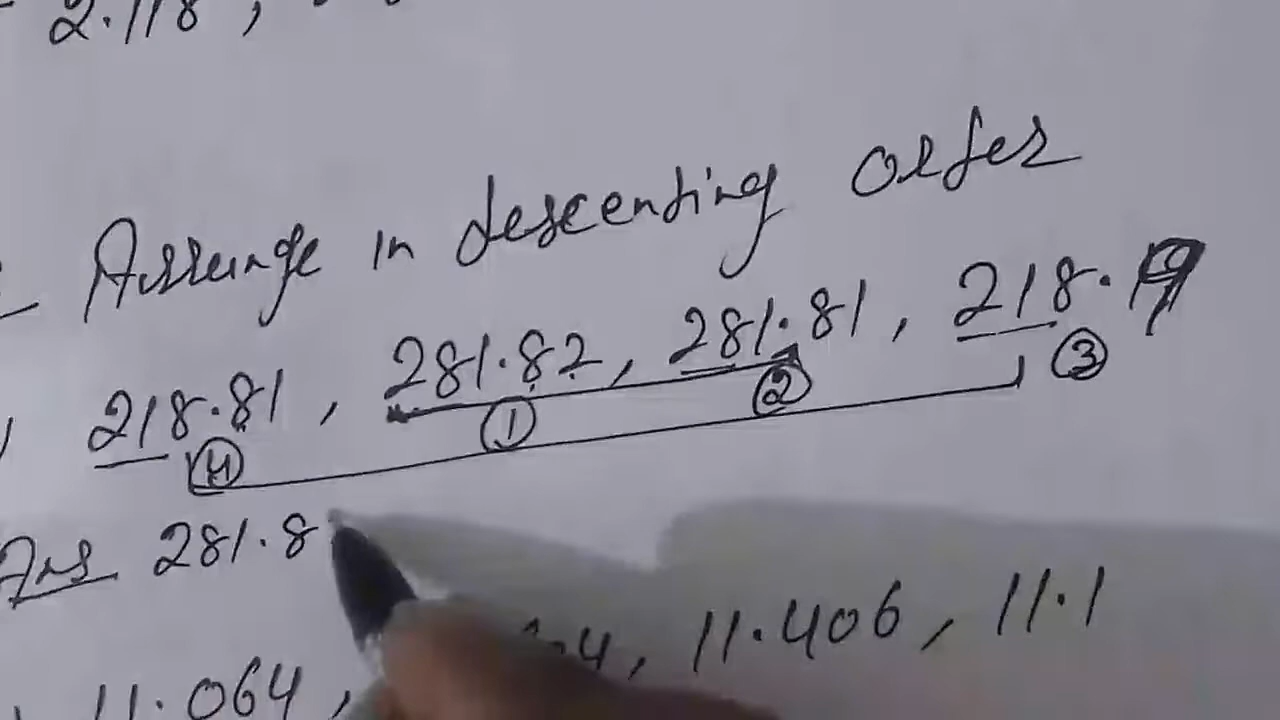 2.118,
Arrange in descending order
218.81, 281.82, 281.81, 218.9
4 1 2 3
Ans 281.8
11.064, 11.406, 11.1